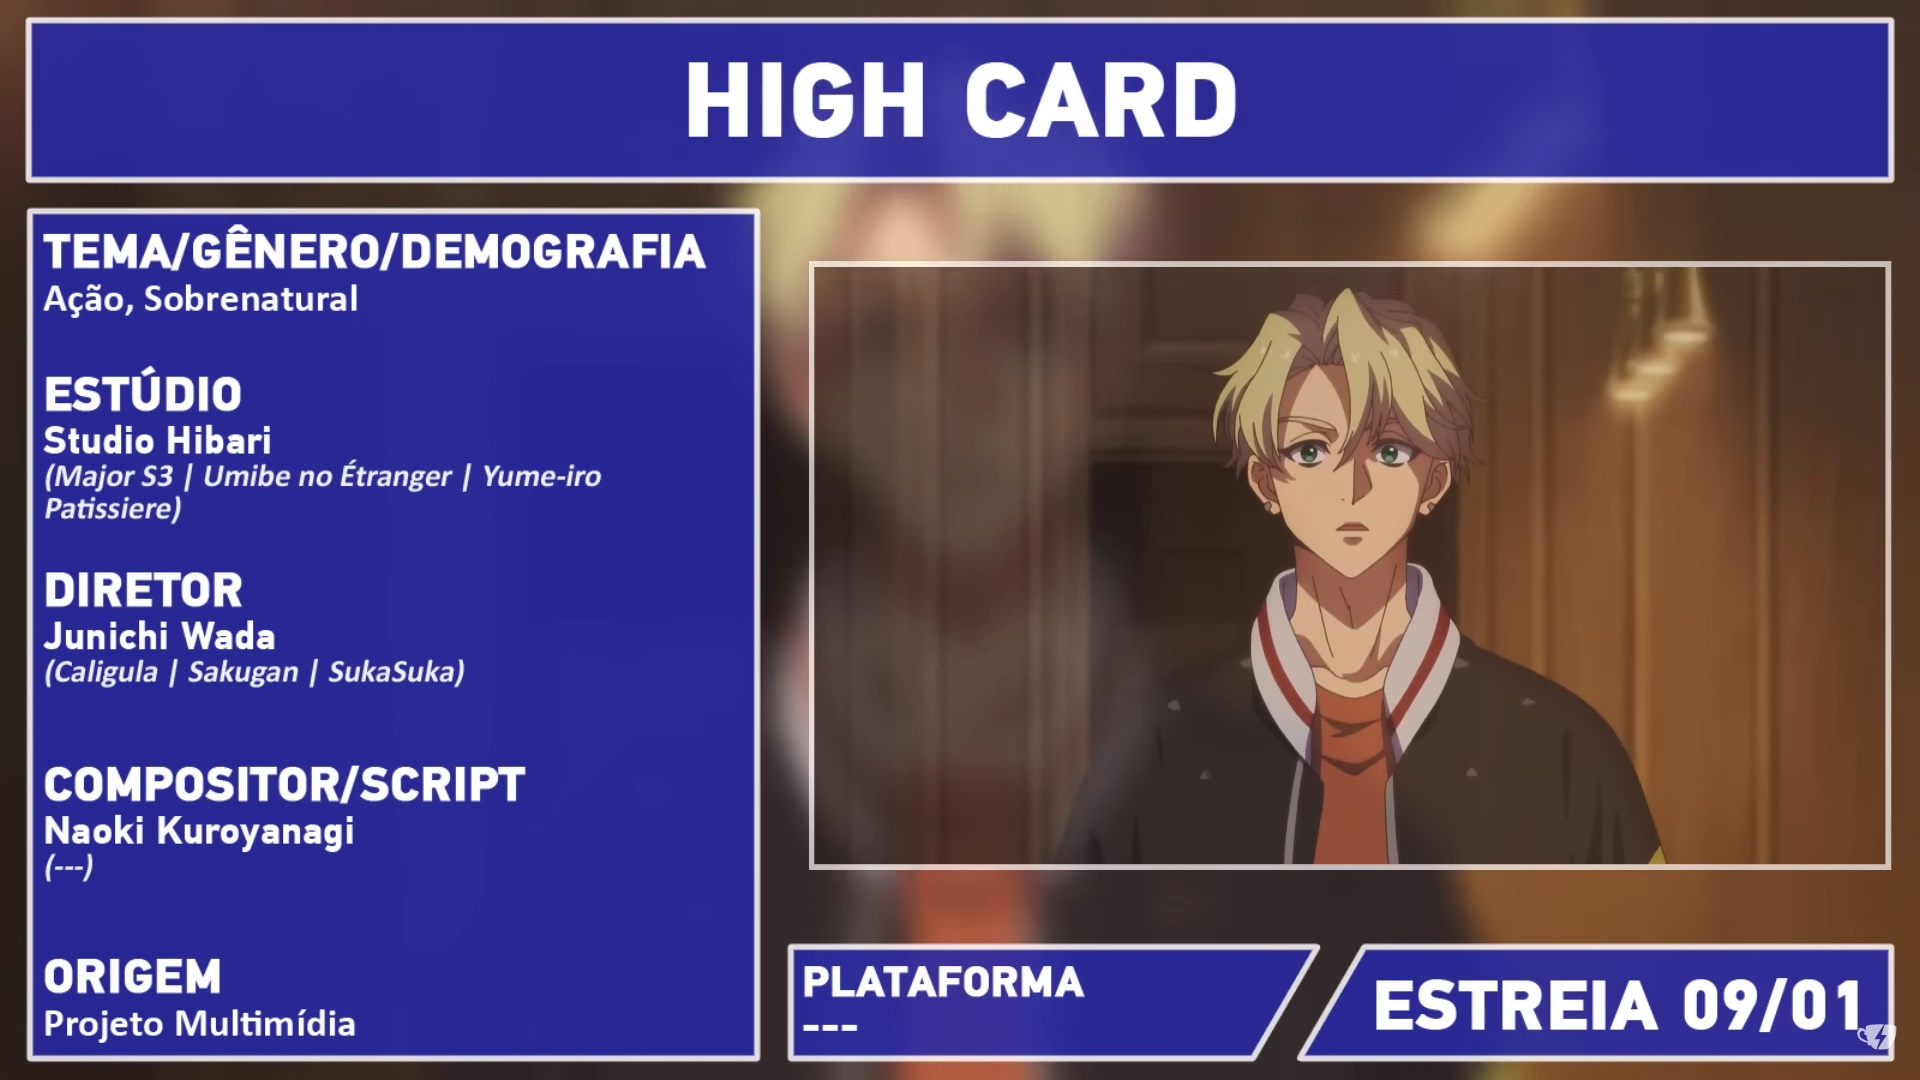 HIGH CARD
TEMA/GÊNERO/DEMOGRAFIA
Ação, Sobrenatural
ESTÚDIO
Studio Hibari
(Major S3 | Umibe no Étranger | Yume-iro
Patissiere)
DIRETOR
Junichi Wada
(Caligula | Sakugan | SukaSuka)
COMPOSITOR/SCRIPT
Naoki Kuroyanagi
(---)
ORIGEM
Projeto Multimídia
PLATAFORMA
---
ESTREIA 09/01